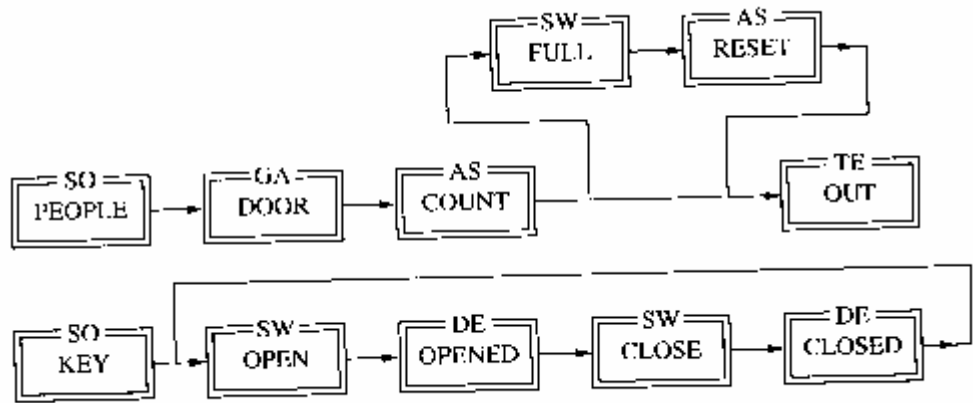 SW
FULL
AS
RESET
SO
PEOPLE
GA
DOOR
AS
COUNT
TE
OUT
SO
KEY
SW
OPEN
DE
OPENED
SW
CLOSE
DE
CLOSED